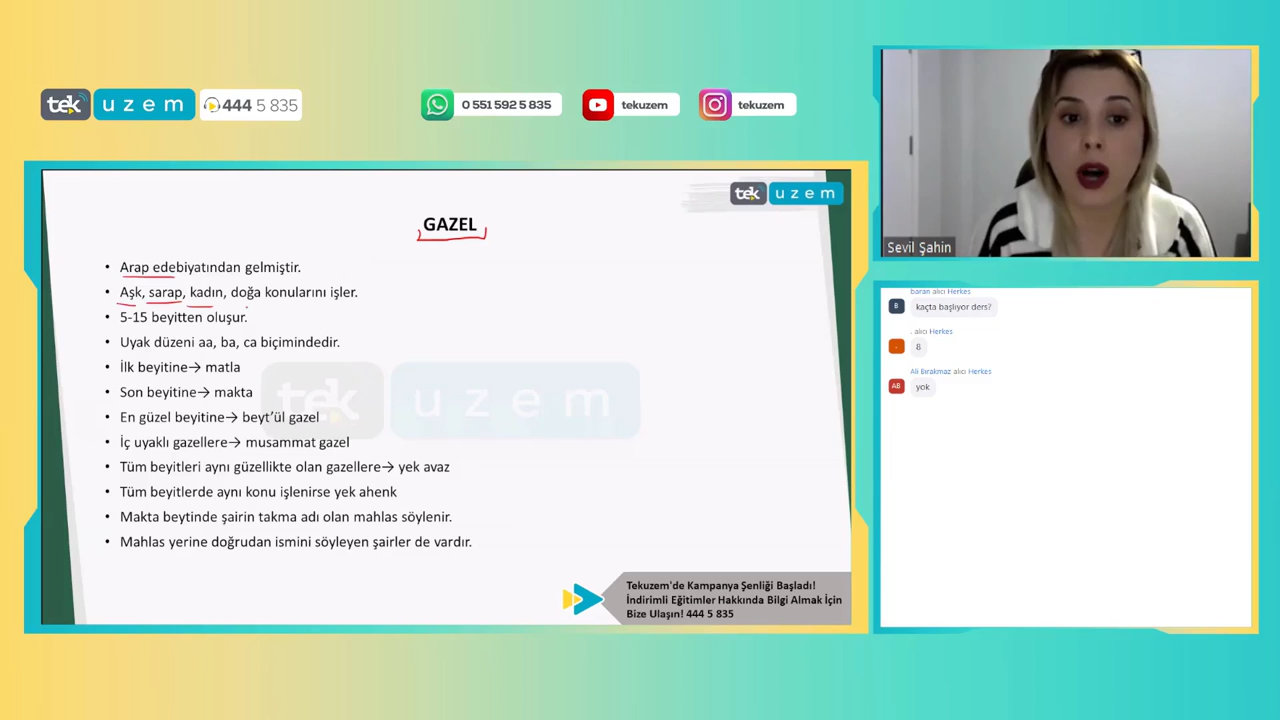 tek uzem 444 5 835
0 551 592 5 835
tekuzem
tekuzem
tek uzem
GAZEL
• Arap edebiyatından gelmiştir.
• Aşk, sarap, kadın, doğa konularını işler.
• 5-15 beyitten oluşur.
• Uyak düzeni aa, ba, ca biçimindedir.
• İlk beyitine→ matla
• Son beyitine→ makta
• En güzel beyitine→ beyt’ül gazel
• İç uyaklı gazellere→ musammat gazel
• Tüm beyitleri aynı güzellikte olan gazellere→ yek avaz
• Tüm beyitlerde aynı konu işlenirse yek ahenk
• Makta beytinde şairin takma adı olan mahlas söylenir.
• Mahlas yerine doğrudan ismini söyleyen şairler de vardır.
tek uzem
Tekuzem'de Kampanya Şenliği Başladı!
İndirimli Eğitimler Hakkında Bilgi Almak İçin
Bize Ulaşın! 444 5 835
Sevil Şahin
baran alıcı Herkes
B kaçta başlıyor ders?
. alıcı Herkes
. 8
Ali Bırakmaz alıcı Herkes
AB yok